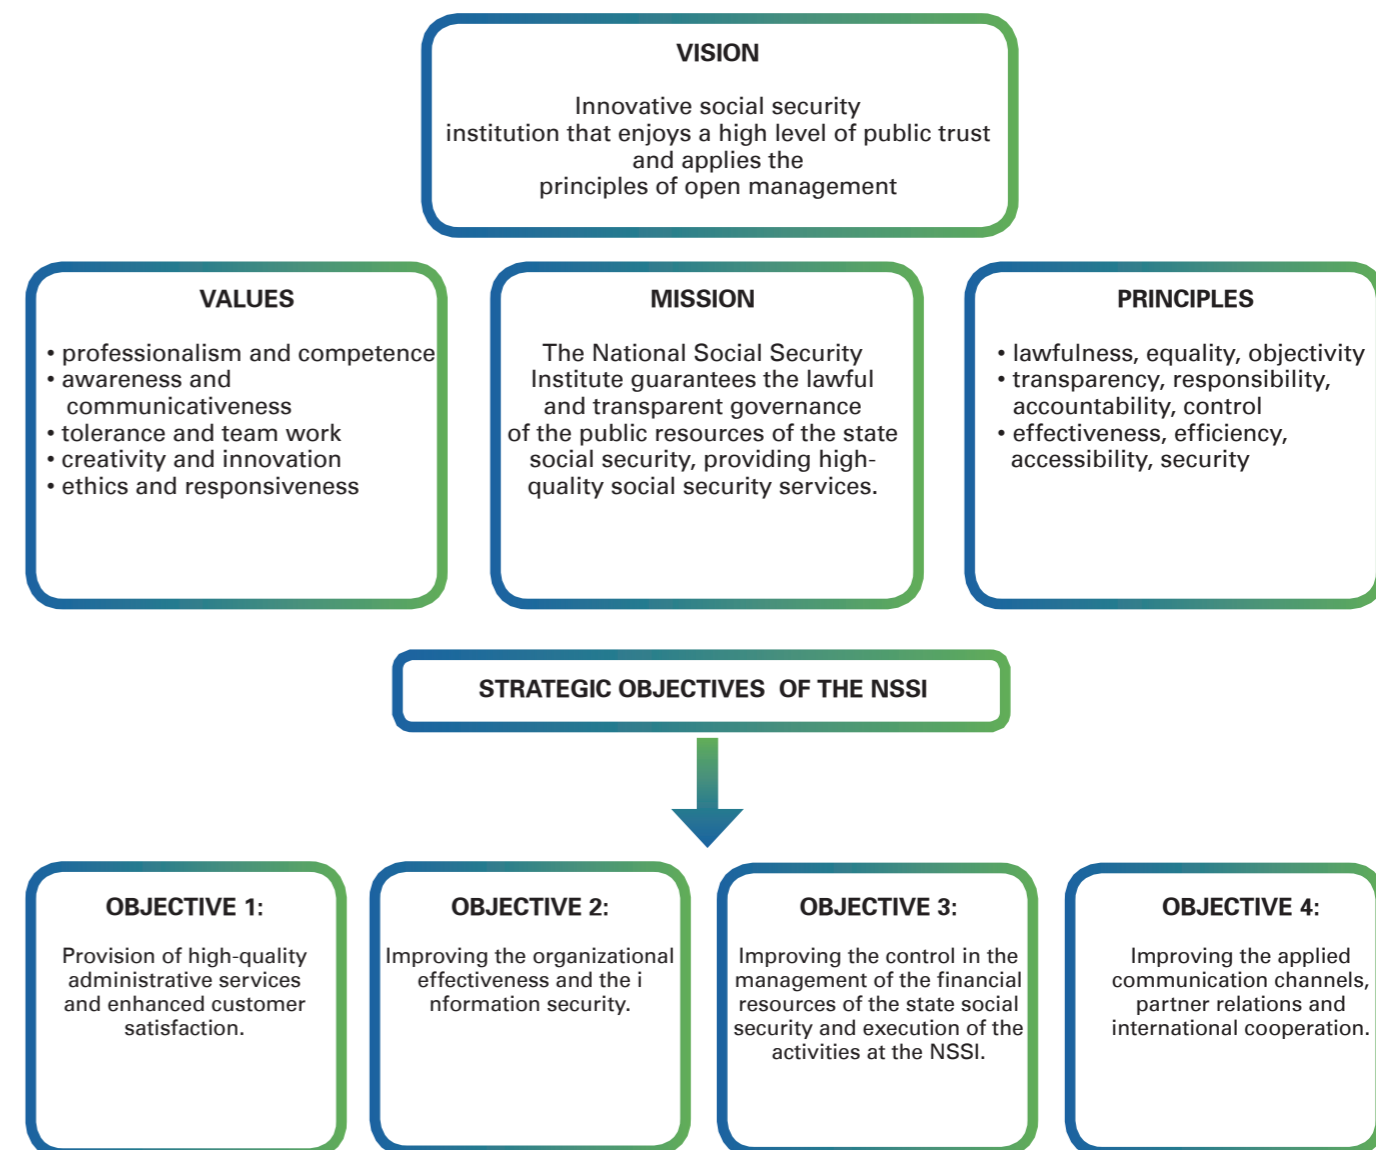 VISION
Innovative social security
institution that enjoys a high level of public trust
and applies the
principles of open management
VALUES
• professionalism and competence
• awareness and
communicativeness
• tolerance and team work
• creativity and innovation
• ethics and responsiveness
MISSION
The National Social Security
Institute guarantees the lawful
and transparent governance
of the public resources of the state
social security, providing high-
quality social security services.
PRINCIPLES
• lawfulness, equality, objectivity
• transparency, responsibility,
accountability, control
• effectiveness, efficiency,
accessibility, security
STRATEGIC OBJECTIVES OF THE NSSI
OBJECTIVE 1:
Provision of high-quality
administrative services
and enhanced customer
satisfaction.
OBJECTIVE 2:
Improving the organizational
effectiveness and the i
nformation security.
OBJECTIVE 3:
Improving the control in the
management of the financial
resources of the state social
security and execution of the
activities at the NSSI.
OBJECTIVE 4:
Improving the applied
communication channels,
partner relations and
international cooperation.